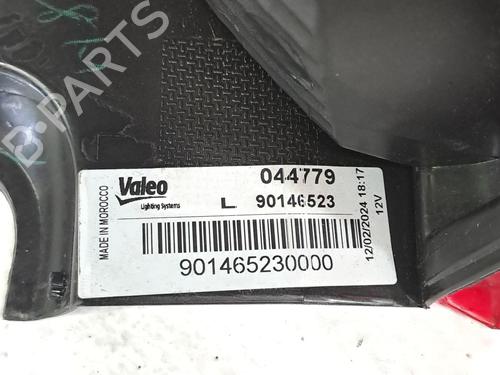 B-PARTS
MADE IN MOROCCO
Valeo
Lighting Systems
044779
L 90146523
901465230000
12/02/2024 18:17
12V